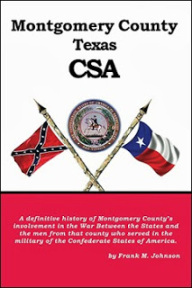 Montgomery County
Texas
CSA
A definitive history of Montgomery County's
involvement in the War Between the States and
the men from that county who served in the
military of the Confederate States of America.
by Frank M. Johnson